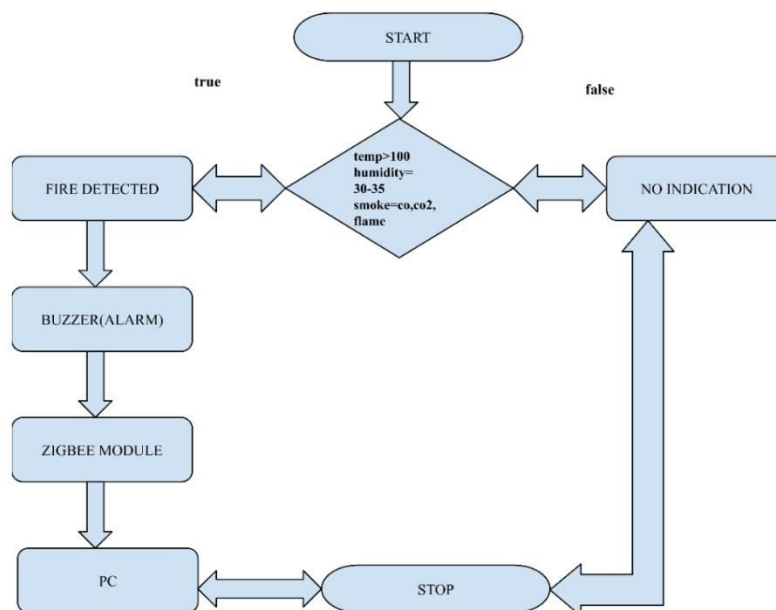 START
true
false
temp>100
humidity=
30-35
smoke=co,co2,
flame
FIRE DETECTED
NO INDICATION
BUZZER(ALARM)
ZIGBEE MODULE
PC
STOP